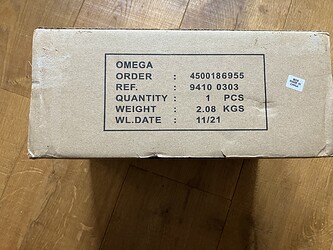 OMEGA
ORDER : 4500186955
REF. : 9410 0303
QUANTITY : 1 PCS
WEIGHT : 2.08 KGS
WL.DATE : 11/21